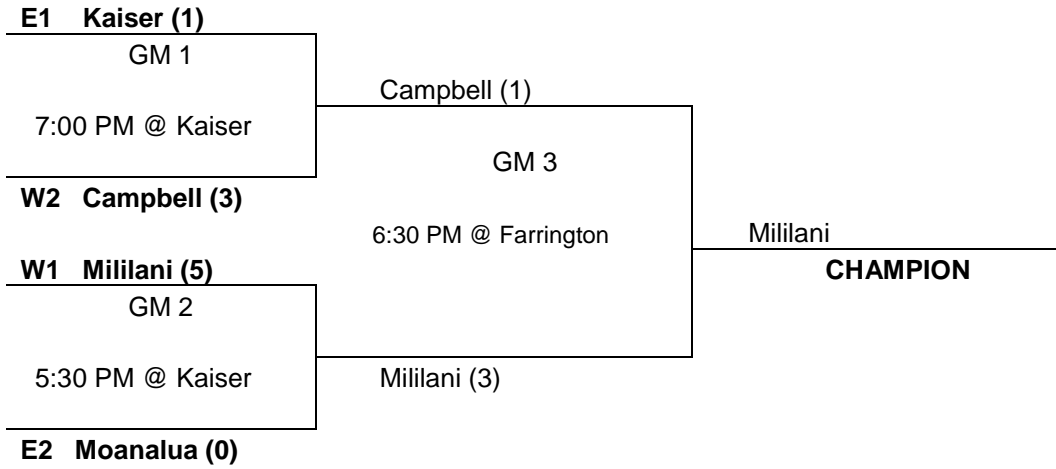 E1 Kaiser (1)
GM 1
7:00 PM @ Kaiser
W2 Campbell (3)
W1 Mililani (5)
GM 2
5:30 PM @ Kaiser
E2 Moanalua (0)
Campbell (1)
GM 3
6:30 PM @ Farrington
Mililani (3)
Mililani
CHAMPION